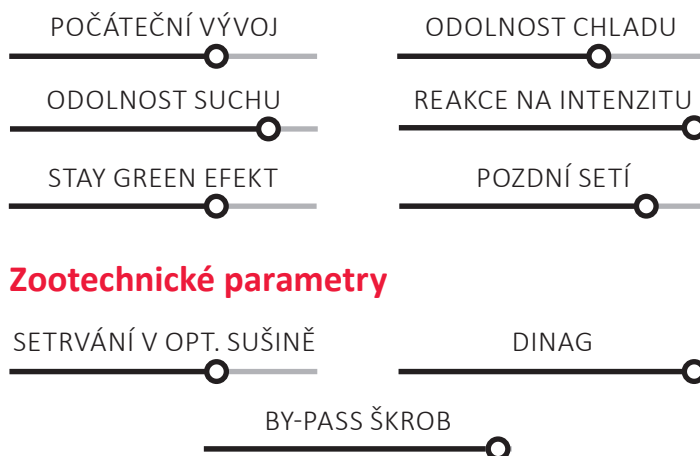 POČÁTEČNÍ VÝVOJ
ODOLNOST CHLADU
ODOLNOST SUCHU
REAKCE NA INTENZITU
STAY GREEN EFEKT
POZDNÍ SETÍ
Zootechnické parametry
SETRVÁNÍ V OPT. SUŠINĚ
DINAG
BY-PASS ŠKROB